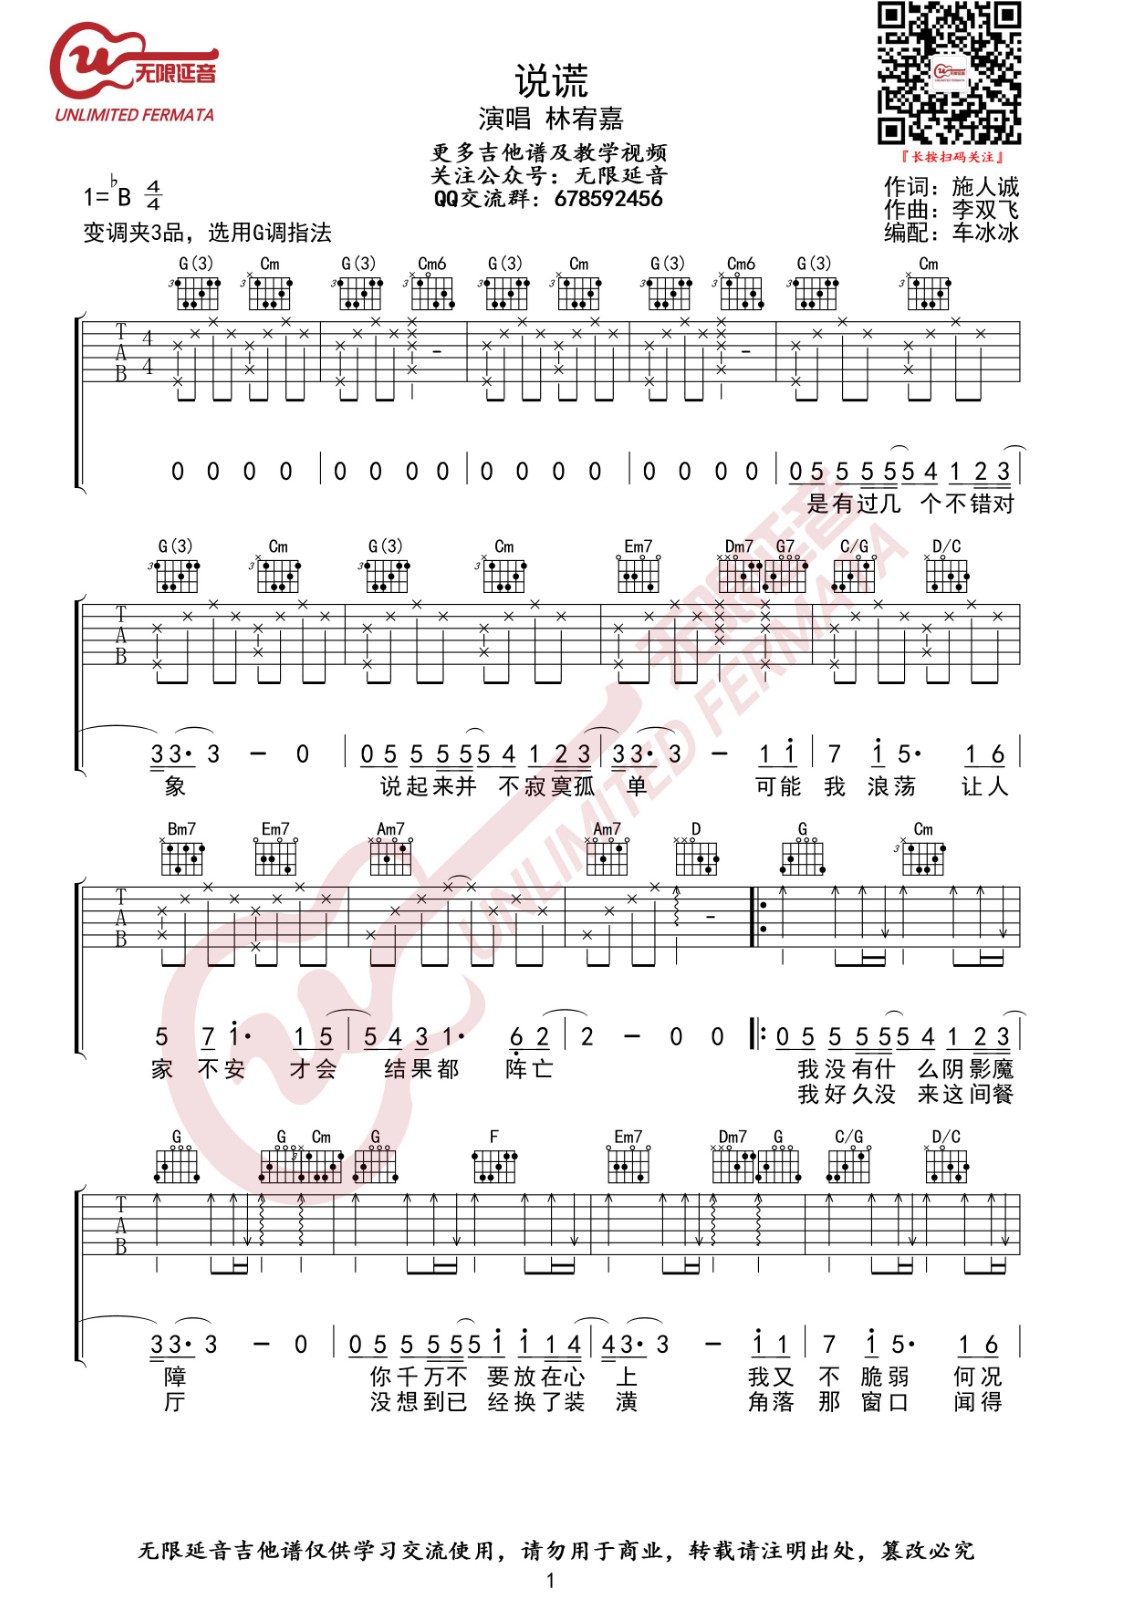 无限延音
UNLIMITED FERMATA
说谎
演唱 林宥嘉
更多吉他谱及教学视频
关注公众号：无限延音
QQ交流群：678592456
『长按扫码关注』
1=♭B 4/4
变调夹3品，选用G调指法
作词：施人诚
作曲：李双飞
编配：车冰冰
G(3) Cm G(3) Cm6 G(3) Cm G(3) Cm6 G(3) Cm
T A B 4 4
0 0 0 0 | 0 0 0 0 | 0 0 0 0 | 0 0 0 0 | 0 5 5 5 5 5 4 1 2 3 |
是有过几 个不错对
G(3) Cm G(3) Cm Em7 Dm7 G7 C/G D/C
T A B
3 3· 3 — 0 | 0 5 5 5 5 5 4 1 2 3 | 3 3· 3 — 1 i | 7 i 5· 1 6 |
象 说起来并 不寂寞孤 单 可能 我 浪荡 让人
Bm7 Em7 Am7 Am7 D G Cm
T A B
5 7 i· 1 5 | 5 4 3 1· 6̣ 2 | 2 — 0 0 |: 0 5 5 5 5 5 4 1 2 3 |
家 不安 才会 结果都 阵亡 我没有什 么阴影魔
我好久没 来这间餐
G G Cm G F Em7 Dm7 G C/G D/C
T A B
3 3· 3 — 0 | 0 5 5 5 5 5 i i 1 4 | 4 3· 3 — i 1 | 7 i 5· 1 6 |
障 你千万不 要放在心 上 我又 不 脆弱 何况
厅 没想到已 经换了装 潢 角落 那 窗口 闻得
无限延音
UNLIMITED FERMATA
无限延音吉他谱仅供学习交流使用，请勿用于商业，转载请注明出处，篡改必究
1